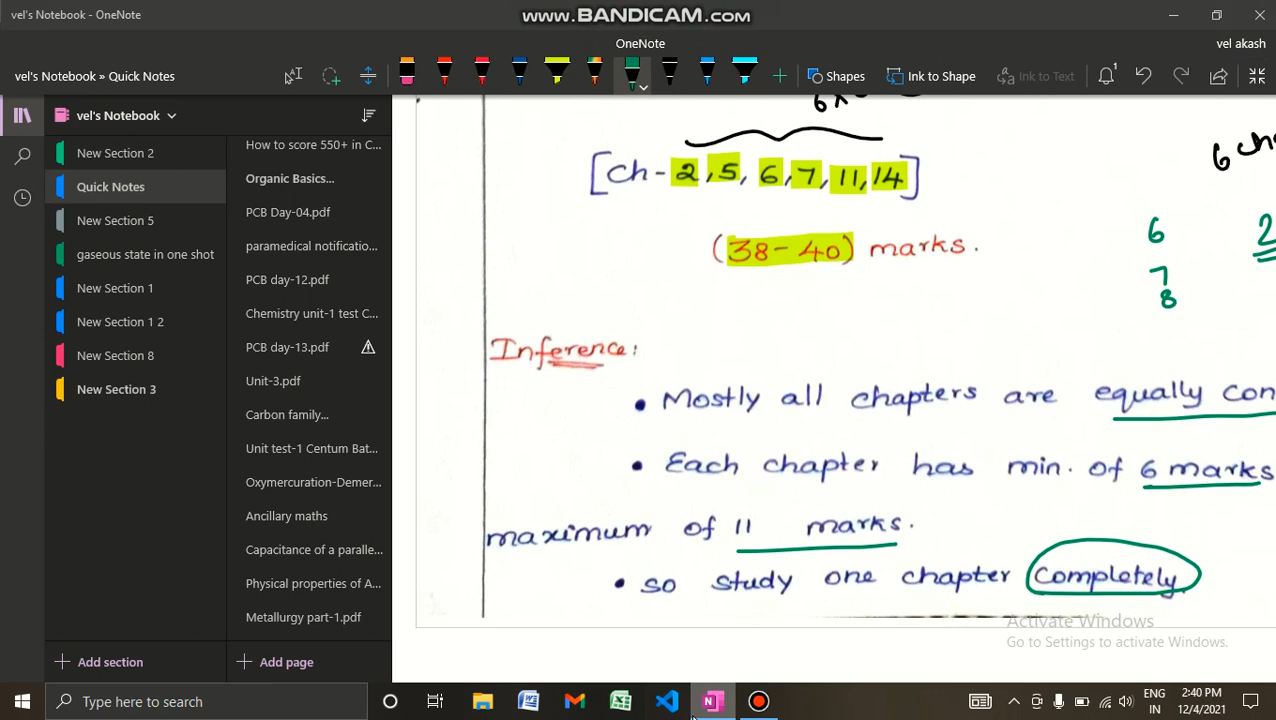 vel's Notebook - OneNote
www.BANDICAM.com
OneNote
vel akash
vel's Notebook » Quick Notes
Shapes
Ink to Shape
Ink to Text
vel's Notebook
New Section 2
Quick Notes
New Section 5
gaseous state in one shot
New Section 1
New Section 1 2
New Section 8
New Section 3
Add section
How to score 550+ in C...
Organic Basics...
PCB Day-04.pdf
paramedical notificatio...
PCB day-12.pdf
Chemistry unit-1 test C...
PCB day-13.pdf
Unit-3.pdf
Carbon family...
Unit test-1 Centum Bat...
Oxymercuration-Demer...
Ancillary maths
Capacitance of a paralle...
Physical properties of A...
Metallurgy part-1.pdf
Add page
[Ch - 2, 5, 6, 7, 11, 14]
(38 - 40) marks.
6 ch
6 2
7
8
Inference:
• Mostly all chapters are equally con
• Each chapter has min. of 6 marks
maximum of 11 marks.
• so study one chapter completely.
Activate Windows
Go to Settings to activate Windows.
Type here to search
ENG
IN
2:40 PM
12/4/2021